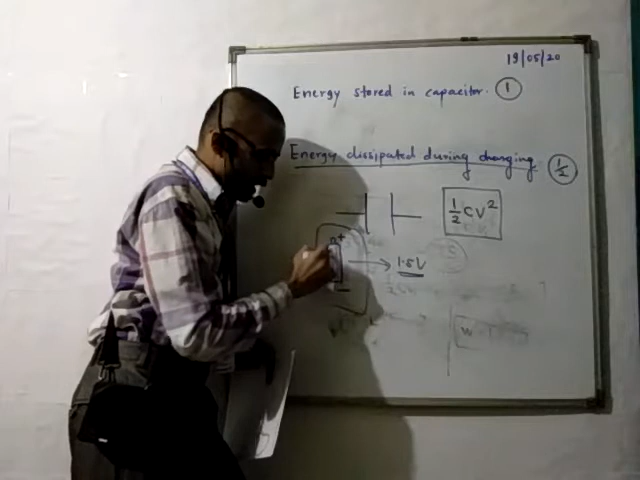 19/05/20
Energy stored in capacitor. 1
Energy dissipated during charging. 1/2
1/2 CV²
+
1.5V
-
W